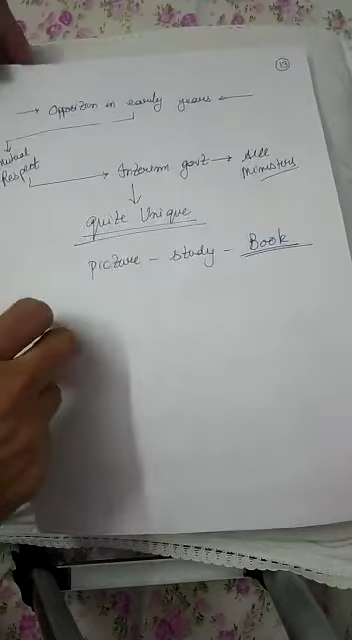 13
→ Opposition in early years ←
Mutual
Respect → Interim govt → All
Ministers
↓
quite Unique
picture - study - Book